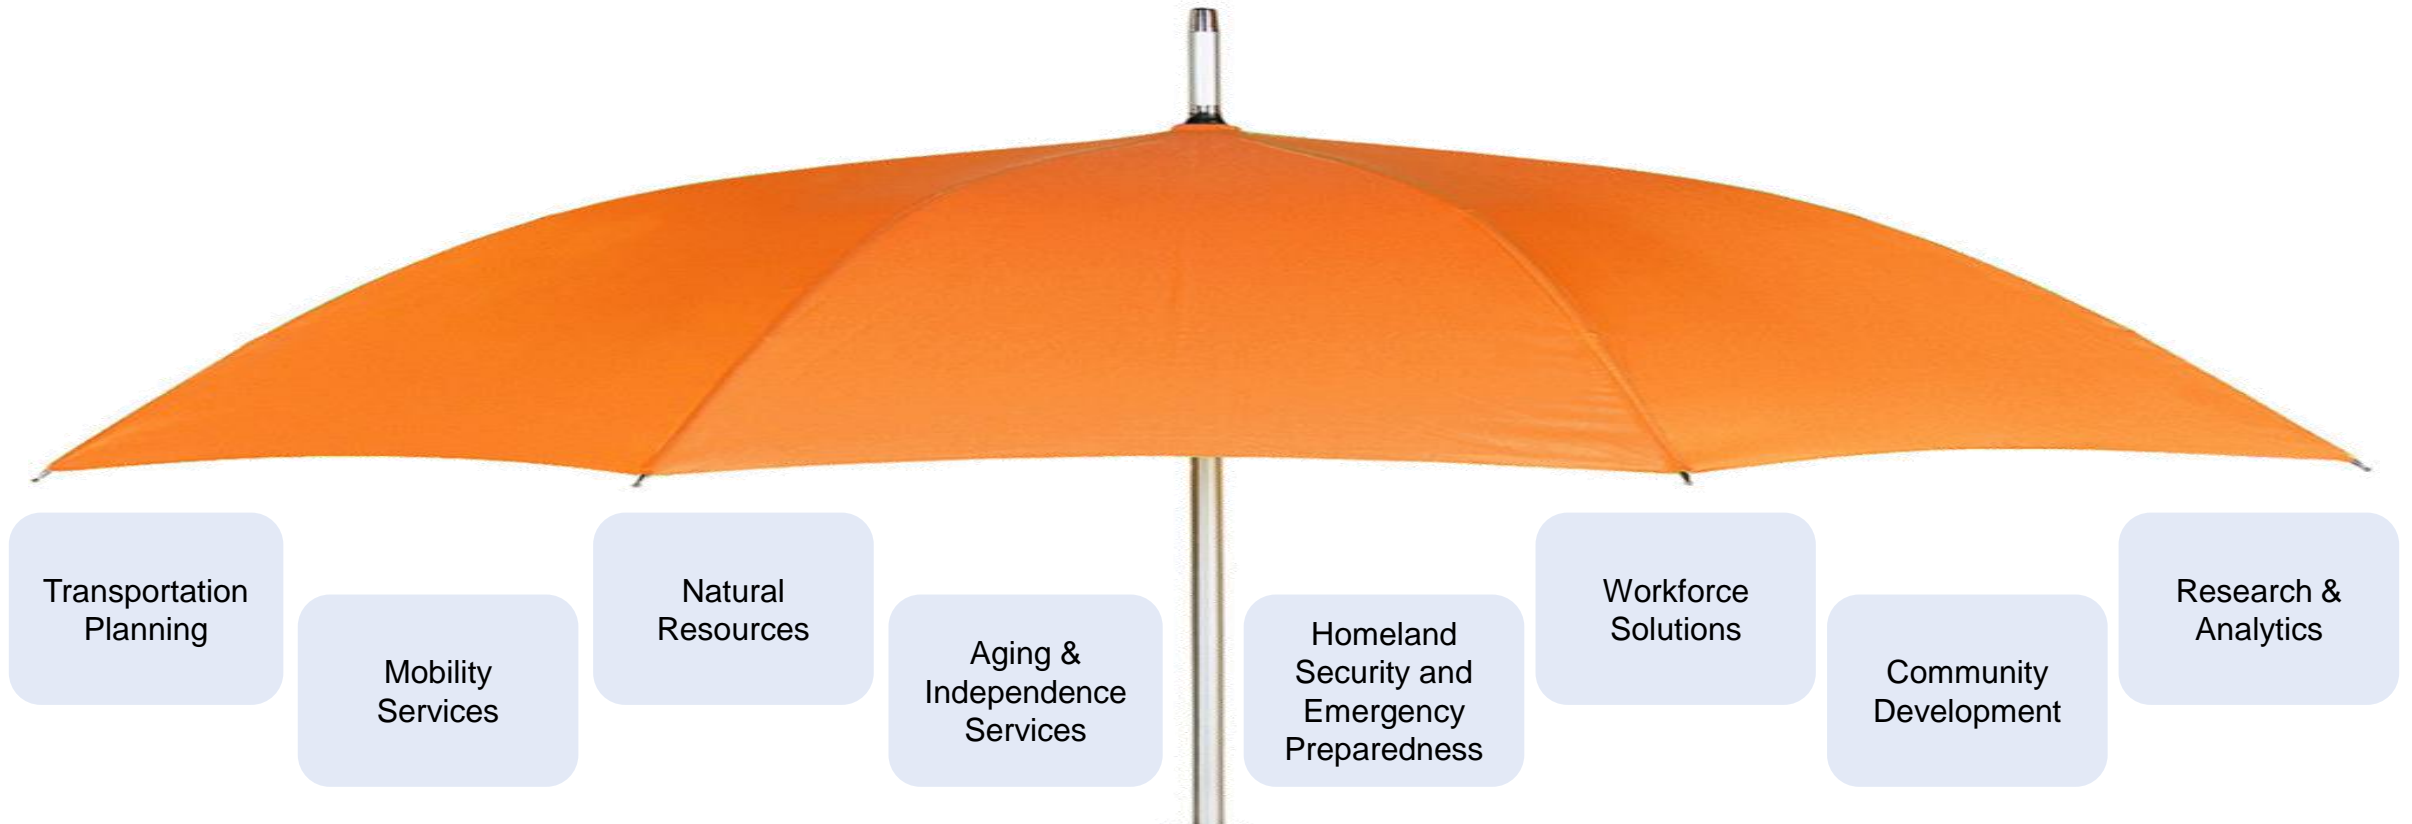 Transportation
Planning
Mobility
Services
Natural
Resources
Aging &
Independence
Services
Homeland
Security and
Emergency
Preparedness
Workforce
Solutions
Community
Development
Research &
Analytics